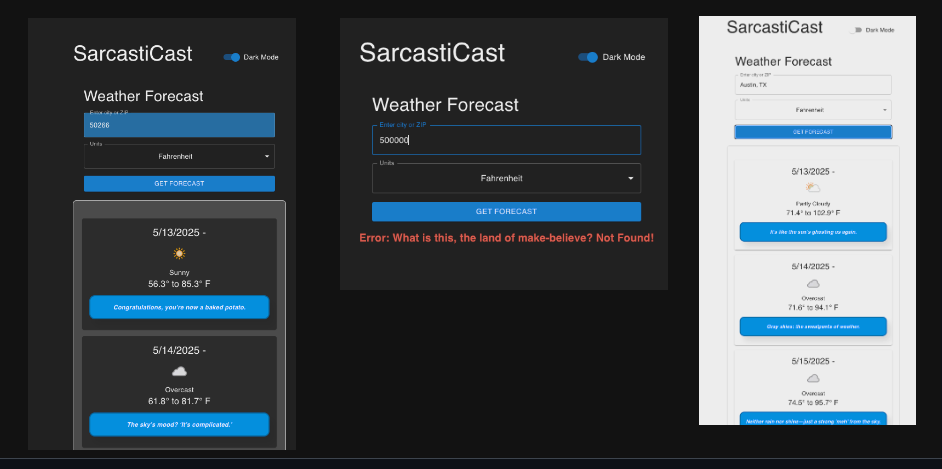 SarcastiCast
Dark Mode
Weather Forecast
Enter city or ZIP
50266
Units
Fahrenheit
GET FORECAST
5/13/2025 -
Sunny
56.3° to 85.3° F
Congratulations, you're now a baked potato.
5/14/2025 -
Overcast
61.8° to 81.7° F
The sky's mood? 'It's complicated.'
SarcastiCast
Dark Mode
Weather Forecast
Enter city or ZIP
500000
Units
Fahrenheit
GET FORECAST
Error: What is this, the land of make-believe? Not Found!
SarcastiCast
Dark Mode
Weather Forecast
Enter city or ZIP
Austin, TX
Units
Fahrenheit
GET FORECAST
5/13/2025 -
Partly Cloudy
71.4° to 102.9° F
It's like the sun's ghosting us again.
5/14/2025 -
Overcast
71.6° to 94.1° F
Gray skies: the sweatpants of weather.
5/15/2025 -
Overcast
74.5° to 95.7° F
Neither rain nor shine—just a strong 'meh' from the sky.